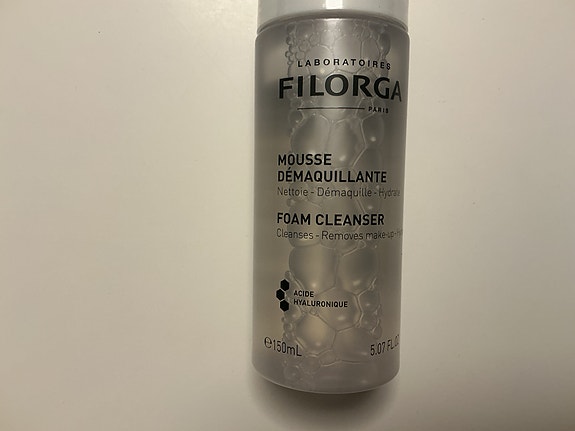 LABORATOIRES
FILORGA
PARIS
MOUSSE
DÉMAQUILLANTE
Nettoie - Démaquille - Hydrate
FOAM CLEANSER
Cleanses - Removes make-up -
ACIDE
HYALURONIQUE
℮150mL 5.07 FL.OZ